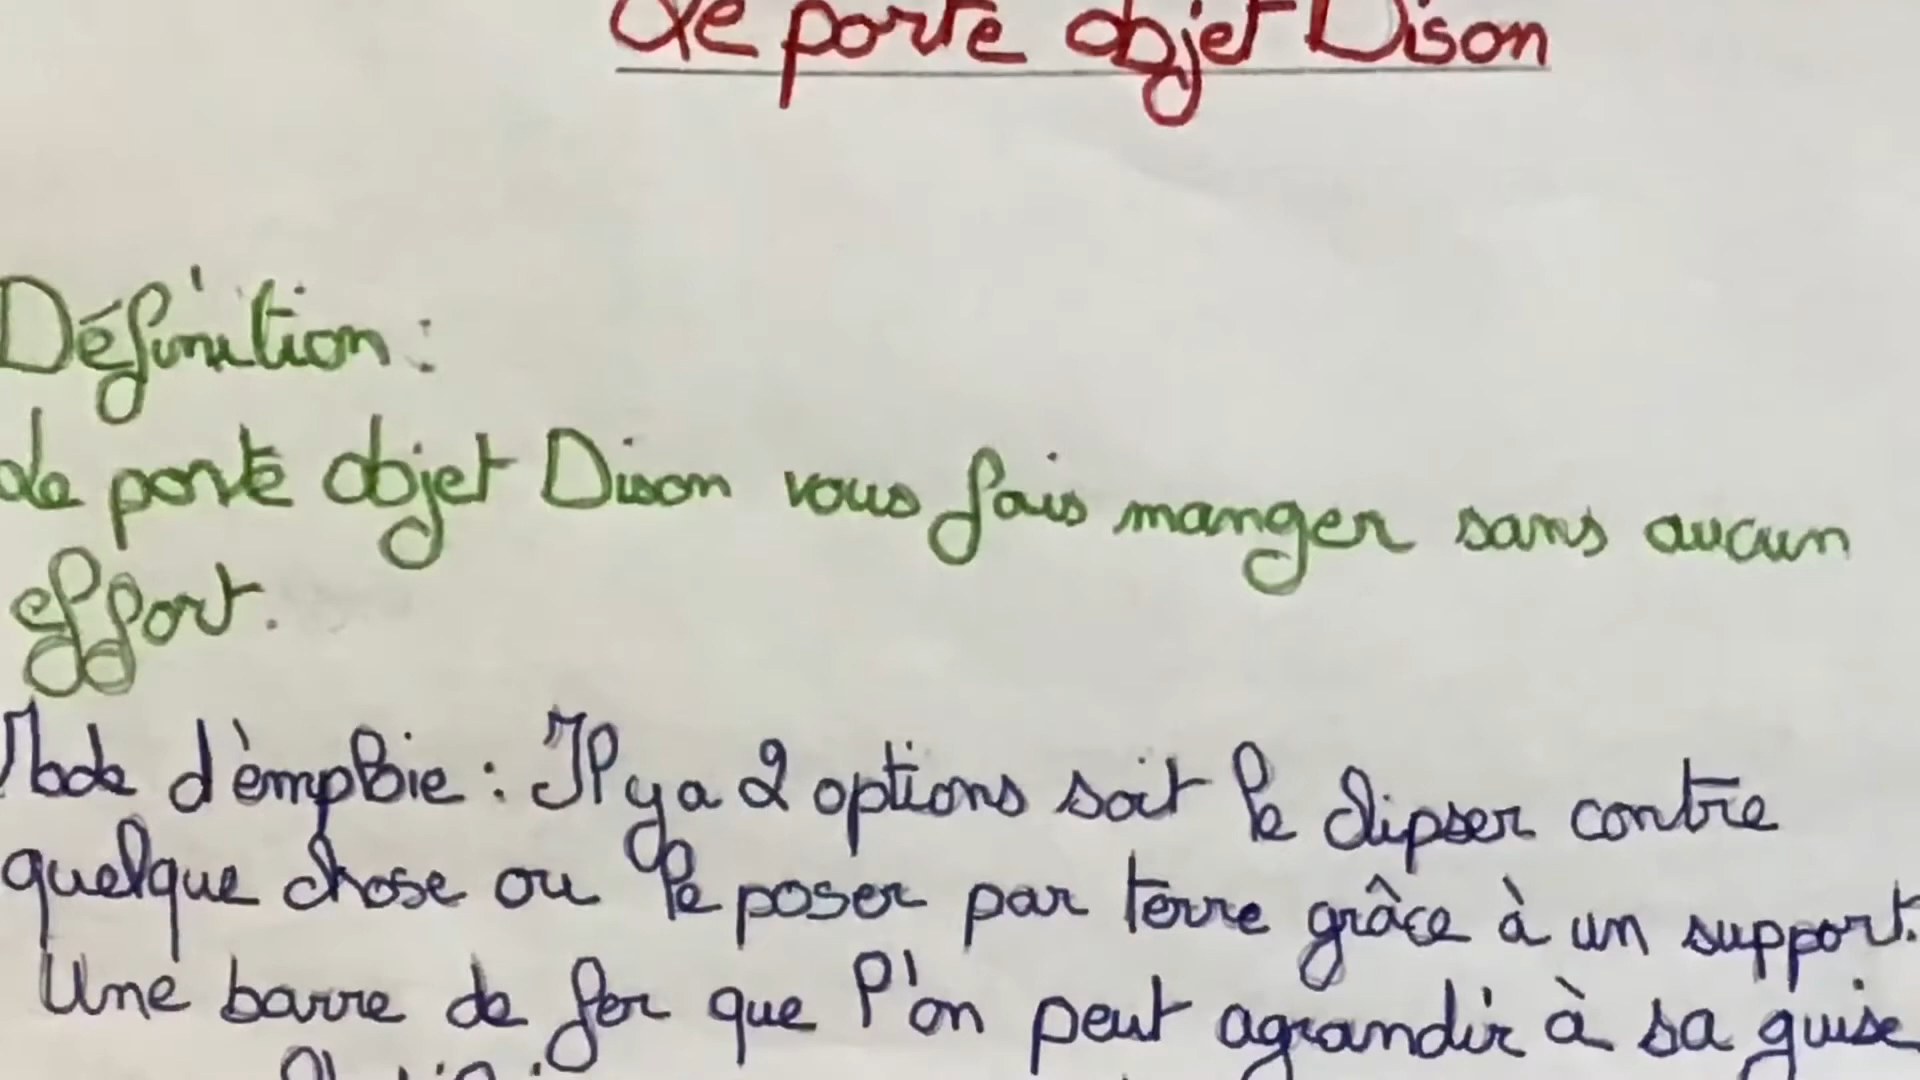 Le porte objet Dison
Définition :
Le porte objet Dison vous fais manger sans aucun
effort.
Mode d'èmploie : Il y a 2 options soit le clipser contre
quelque chose ou le poser par terre grâce à un support.
Une barre de fer que l'on peut agrandir à sa guise